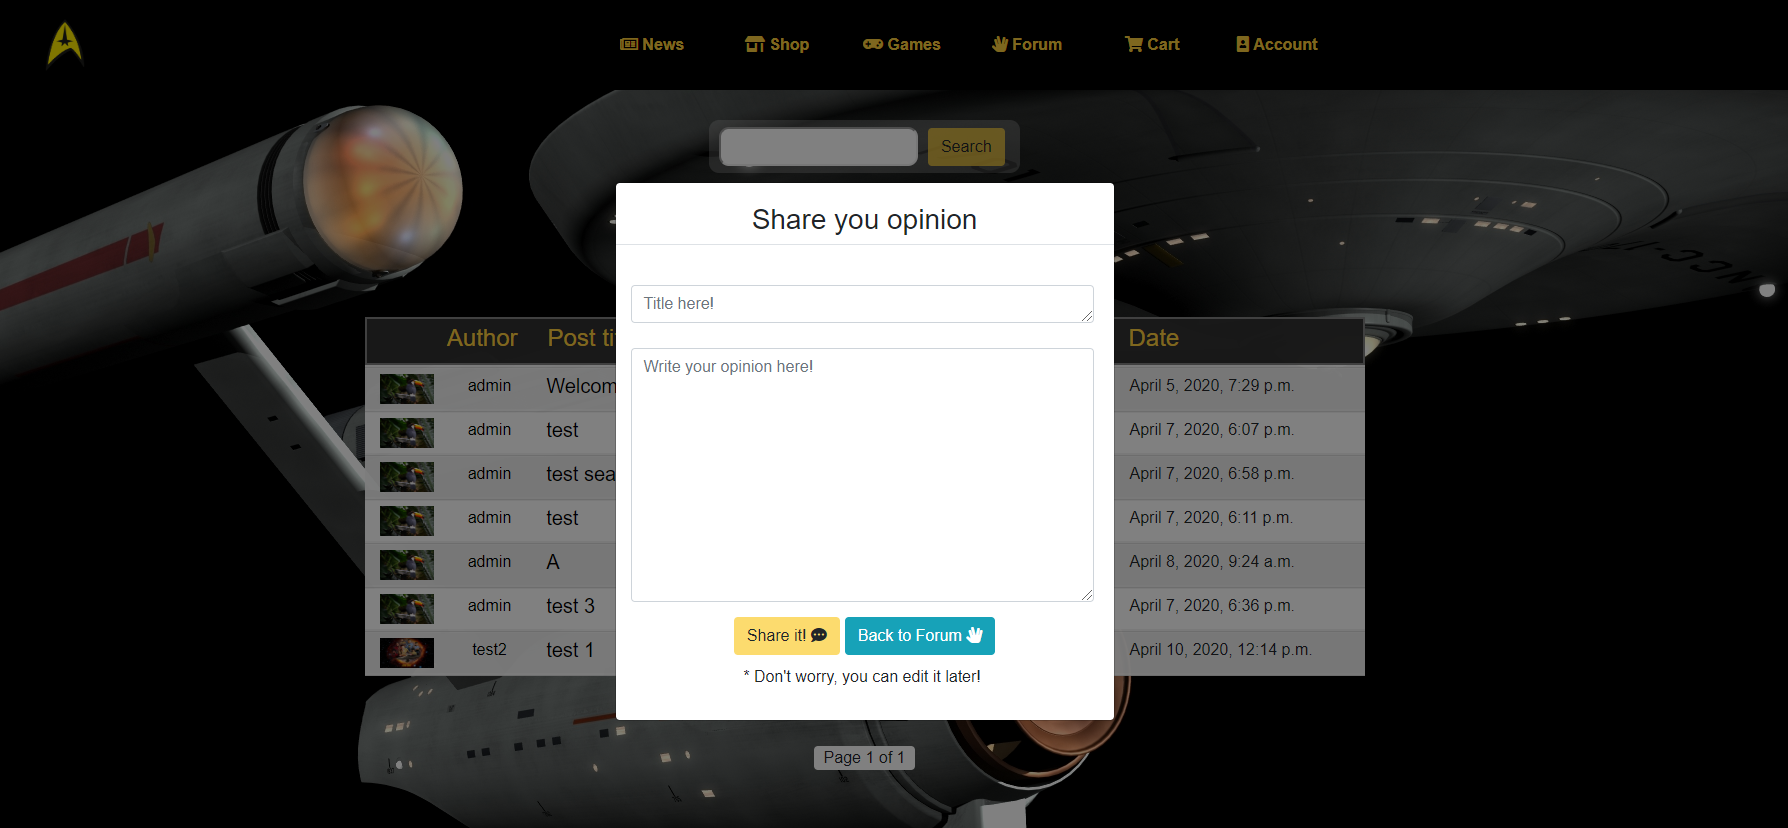 News Shop Games Forum Cart Account
Search
Share you opinion
Title here!
Write your opinion here!
Share it! Back to Forum
* Don't worry, you can edit it later!
Author Post ti Date
admin Welcom April 5, 2020, 7:29 p.m.
admin test April 7, 2020, 6:07 p.m.
admin test sea April 7, 2020, 6:58 p.m.
admin test April 7, 2020, 6:11 p.m.
admin A April 8, 2020, 9:24 a.m.
admin test 3 April 7, 2020, 6:36 p.m.
test2 test 1 April 10, 2020, 12:14 p.m.
Page 1 of 1